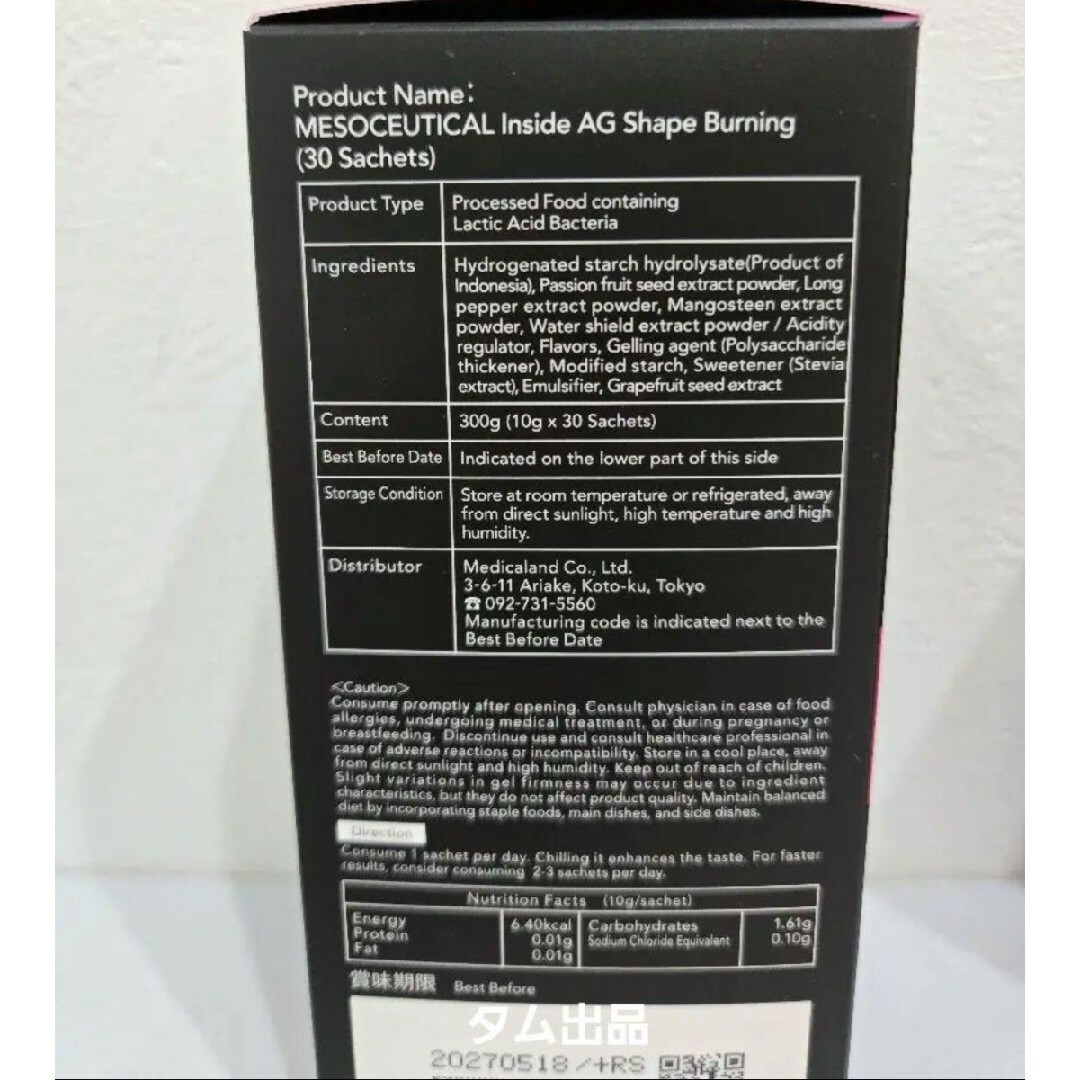 Product Name:
MESOCEUTICAL Inside AG Shape Burning
(30 Sachets)
Product Type
Processed Food containing
Lactic Acid Bacteria
Ingredients
Hydrogenated starch hydrolysate(Product of
Indonesia), Passion fruit seed extract powder, Long
pepper extract powder, Mangosteen extract
powder, Water shield extract powder / Acidity
regulator, Flavors, Gelling agent (Polysaccharide
thickener), Modified starch, Sweetener (Stevia
extract), Emulsifier, Grapefruit seed extract
Content
300g (10g x 30 Sachets)
Best Before Date
Indicated on the lower part of this side
Storage Condition
Store at room temperature or refrigerated, away
from direct sunlight, high temperature and high
humidity.
Distributor
Medicaland Co., Ltd.
3-6-11 Ariake, Koto-ku, Tokyo
☎ 092-731-5560
Manufacturing code is indicated next to the
Best Before Date
<Caution>
Consume promptly after opening. Consult physician in case of food
allergies, undergoing medical treatment, or during pregnancy or
breastfeeding. Discontinue use and consult healthcare professional in
case of adverse reactions or incompatibility. Store in a cool place, away
from direct sunlight and high humidity. Keep out of reach of children.
Slight variations in gel firmness may occur due to ingredient
characteristics, but they do not affect product quality. Maintain balanced
diet by incorporating staple foods, main dishes, and side dishes.
Direction
Consume 1 sachet per day. Chilling it enhances the taste. For faster
results, consider consuming 2-3 sachets per day.
Nutrition Facts (10g/sachet)
Energy 6.40kcal
Protein 0.01g
Fat 0.01g
Carbohydrates 1.61g
Sodium Chloride Equivalent 0.10g
賞味期限 Best Before
タム出品
20270518/+RS